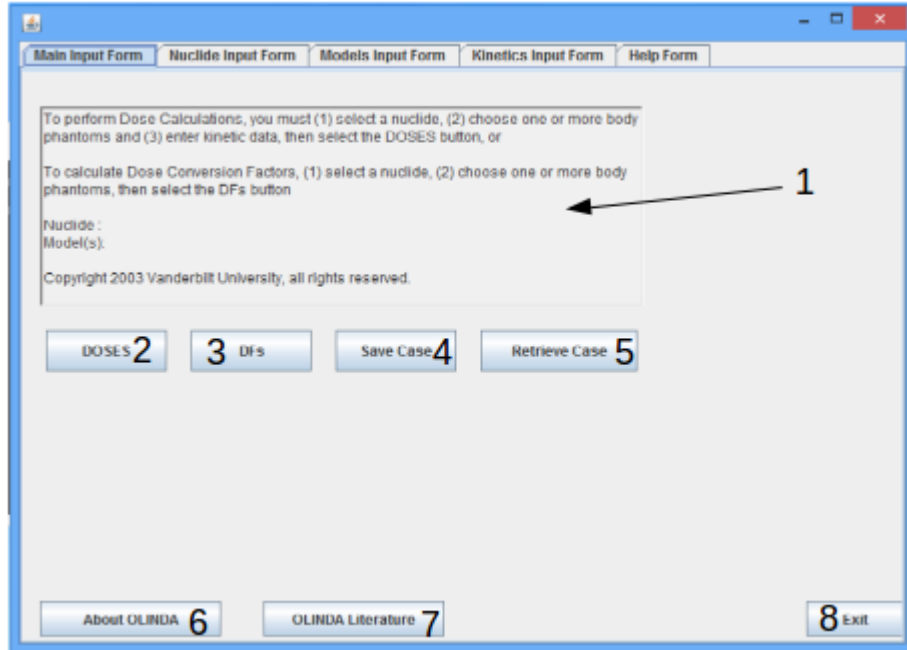 Main Input Form Nuclide Input Form Models Input Form Kinetics Input Form Help Form
To perform Dose Calculations, you must (1) select a nuclide, (2) choose one or more body
phantoms and (3) enter kinetic data, then select the DOSES button, or
To calculate Dose Conversion Factors, (1) select a nuclide, (2) choose one or more body
phantoms, then select the DFs button
1
Nuclide :
Model(s):
Copyright 2003 Vanderbilt University, all rights reserved.
DOSES 2 3 DFs Save Case 4 Retrieve Case 5
About OLINDA 6 OLINDA Literature 7 8 Exit